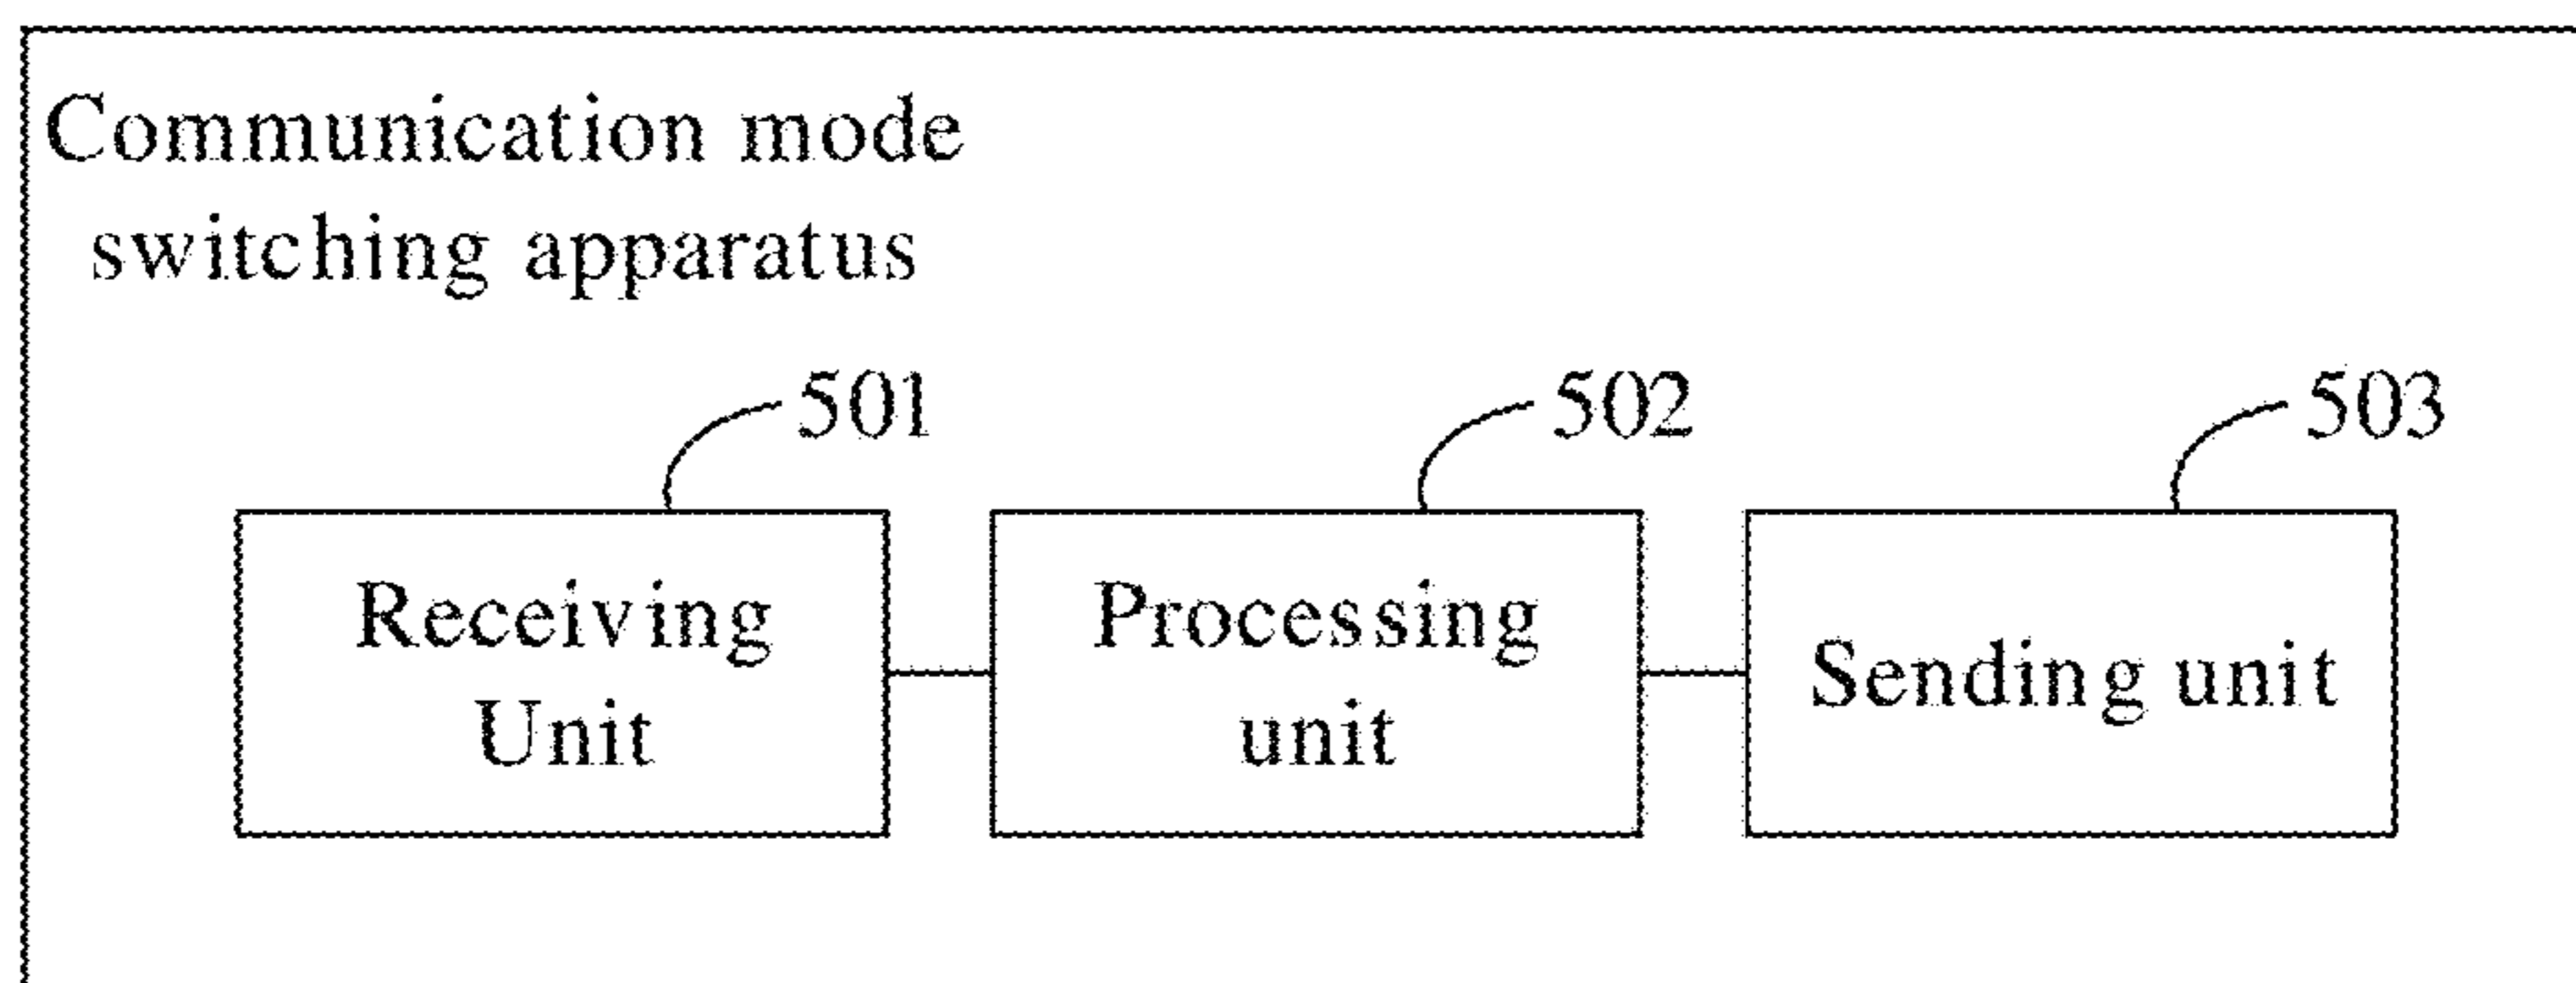 Communication mode
switching apparatus
501
502
503
Receiving
Unit
Processing
unit
Sending unit